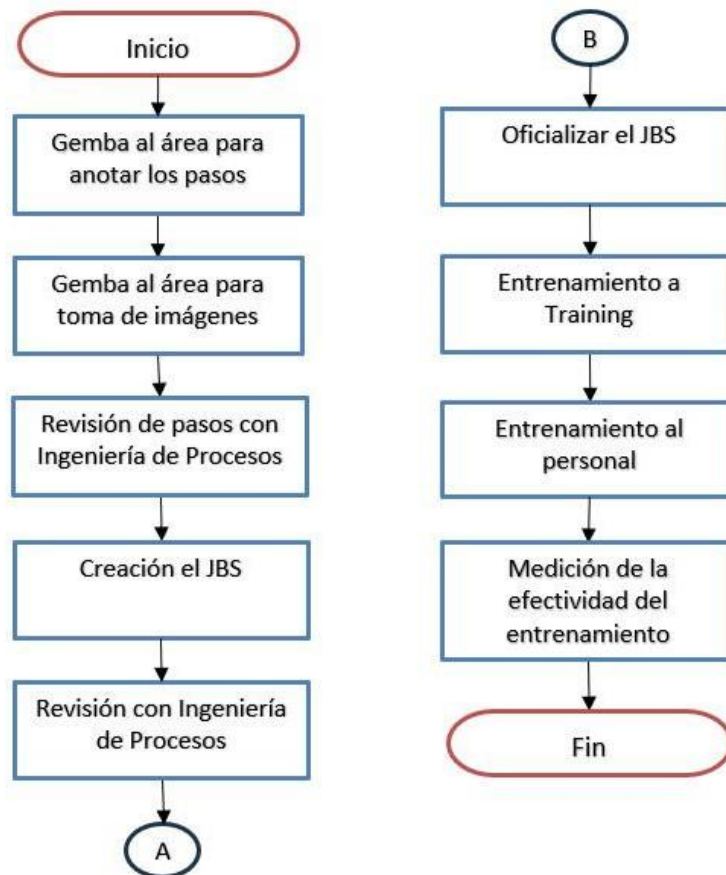 Inicio
Gemba al área para
anotar los pasos
Gemba al área para
toma de imágenes
Revisión de pasos con
Ingeniería de Procesos
Creación el JBS
Revisión con Ingeniería
de Procesos
A
B
Oficializar el JBS
Entrenamiento a
Training
Entrenamiento al
personal
Medición de la
efectividad del
entrenamiento
Fin